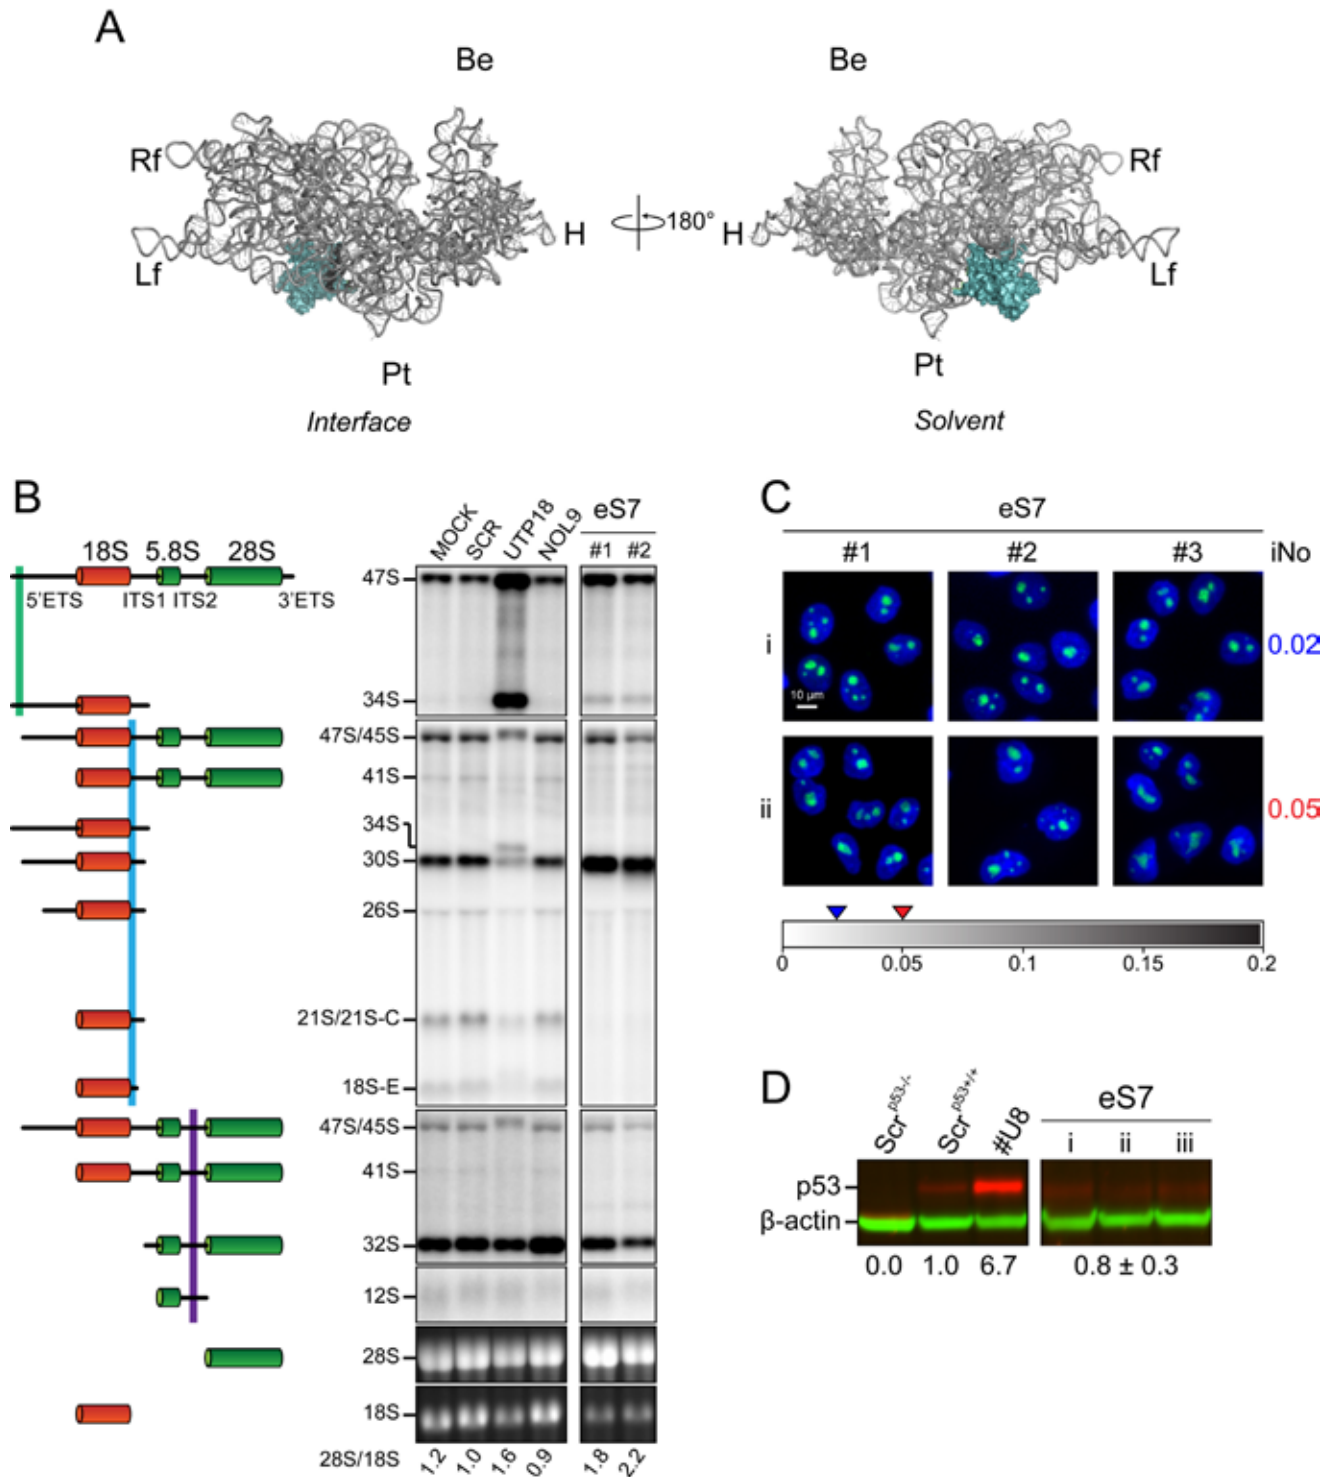 A
Be
Be
Rf
Rf
H
180°
H
Lf
Lf
Pt
Pt
Interface
Solvent
B
18S 5.8S 28S
5'ETS ITS1 ITS2 3'ETS
MOCK SCR UTP18 NOL9
eS7
#1 #2
47S
34S
47S/45S
41S
34S
30S
26S
21S/21S-C
18S-E
47S/45S
41S
32S
12S
28S
18S
28S/18S 1.2 1.0 1.6 0.9 1.8 2.2
C
eS7
#1 #2 #3 iNo
i 0.02
10 µm
ii 0.05
0 0.05 0.1 0.15 0.2
D
Scr p53-/- Scr p53+/+ #U8
eS7
i ii iii
p53
β-actin
0.0 1.0 6.7 0.8 ± 0.3